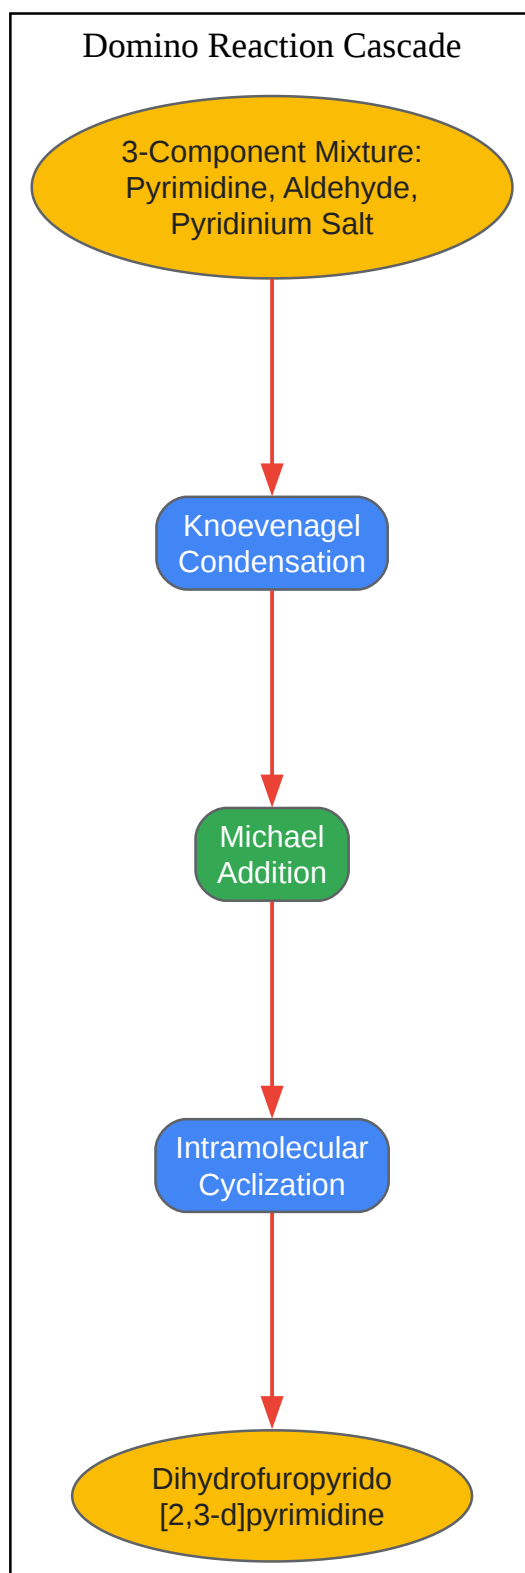 Domino Reaction Cascade
3-Component Mixture:
Pyrimidine, Aldehyde,
Pyridinium Salt
Knoevenagel
Condensation
Michael
Addition
Intramolecular
Cyclization
Dihydrofuropyrido
[2,3-d]pyrimidine